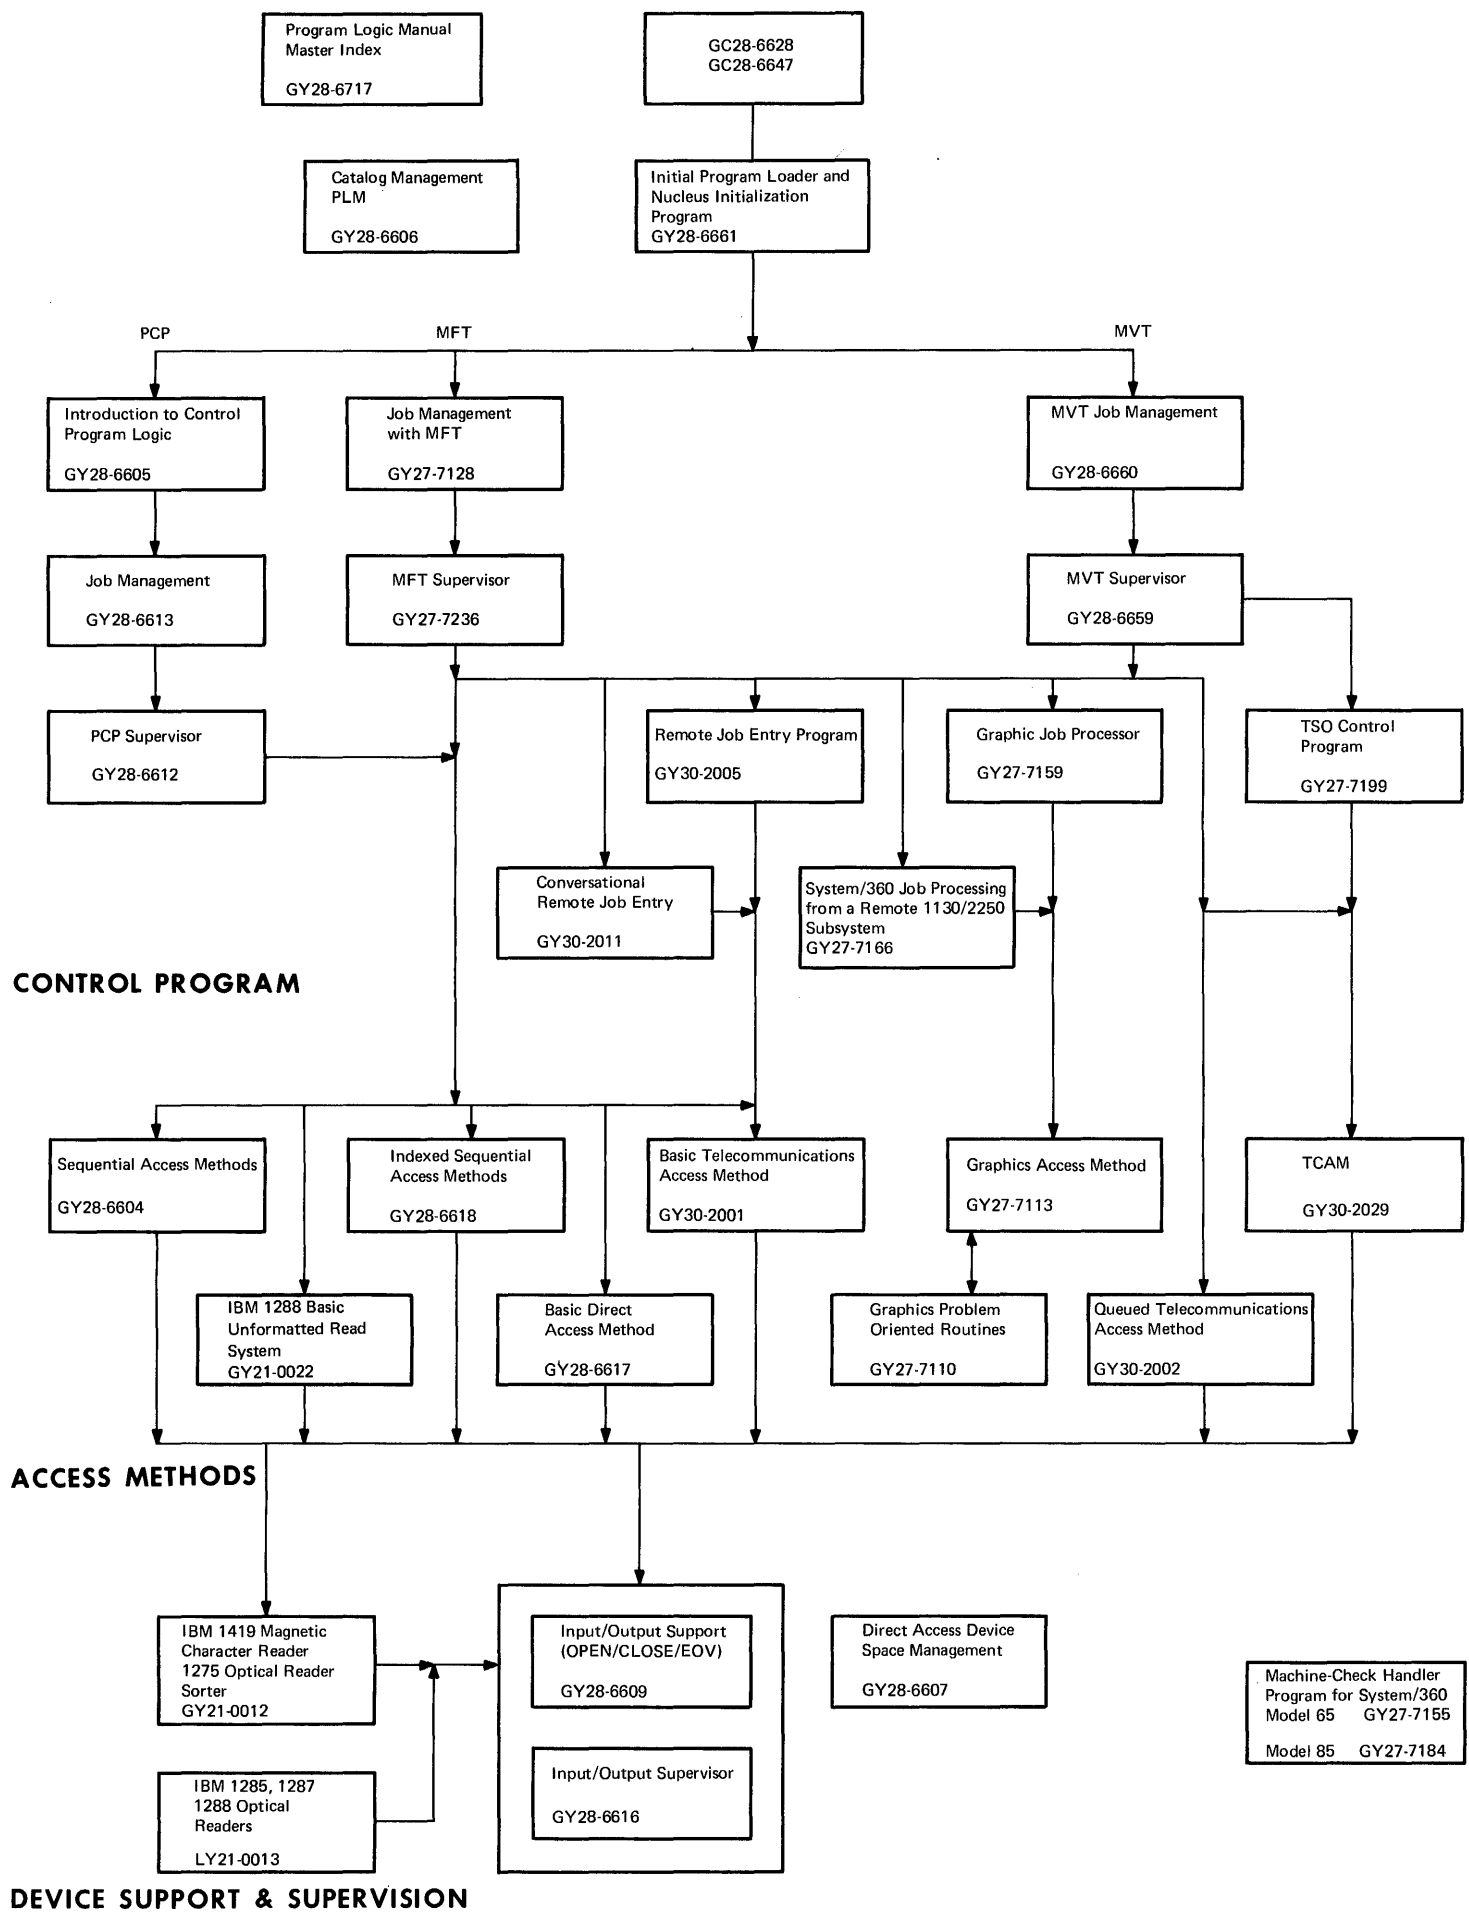 Program Logic Manual
Master Index
GY28-6717
GC28-6628
GC28-6647
Catalog Management
PLM
GY28-6606
Initial Program Loader and
Nucleus Initialization
Program
GY28-6661
PCP
MFT
MVT
Introduction to Control
Program Logic
GY28-6605
Job Management
with MFT
GY27-7128
MVT Job Management
GY28-6660
Job Management
GY28-6613
MFT Supervisor
GY27-7236
MVT Supervisor
GY28-6659
PCP Supervisor
GY28-6612
Remote Job Entry Program
GY30-2005
Graphic Job Processor
GY27-7159
TSO Control
Program
GY27-7199
Conversational
Remote Job Entry
GY30-2011
System/360 Job Processing
from a Remote 1130/2250
Subsystem
GY27-7166
CONTROL PROGRAM
Sequential Access Methods
GY28-6604
Indexed Sequential
Access Methods
GY28-6618
Basic Telecommunications
Access Method
GY30-2001
Graphics Access Method
GY27-7113
TCAM
GY30-2029
IBM 1288 Basic
Unformatted Read
System
GY21-0022
Basic Direct
Access Method
GY28-6617
Graphics Problem
Oriented Routines
GY27-7110
Queued Telecommunications
Access Method
GY30-2002
ACCESS METHODS
IBM 1419 Magnetic
Character Reader
1275 Optical Reader
Sorter
GY21-0012
Input/Output Support
(OPEN/CLOSE/EOV)
GY28-6609
Direct Access Device
Space Management
GY28-6607
Machine-Check Handler
Program for System/360
Model 65 GY27-7155
Model 85 GY27-7184
IBM 1285, 1287
1288 Optical
Readers
LY21-0013
Input/Output Supervisor
GY28-6616
DEVICE SUPPORT & SUPERVISION